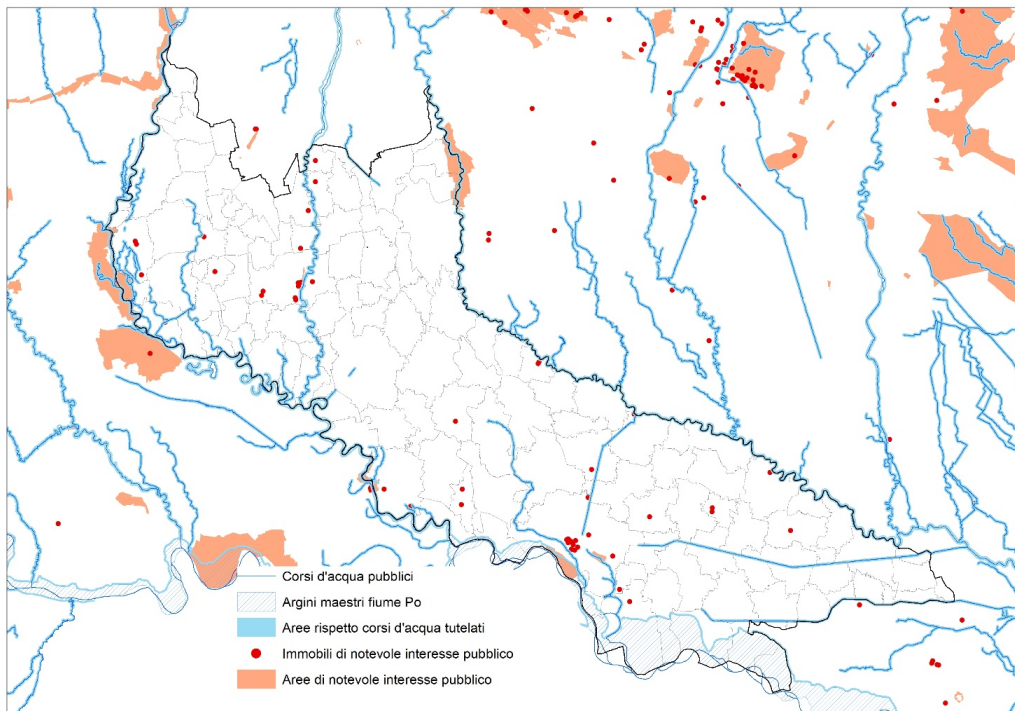 Corsi d'acqua pubblici
Argini maestri fiume Po
Aree rispetto corsi d'acqua tutelati
Immobili di notevole interesse pubblico
Aree di notevole interesse pubblico